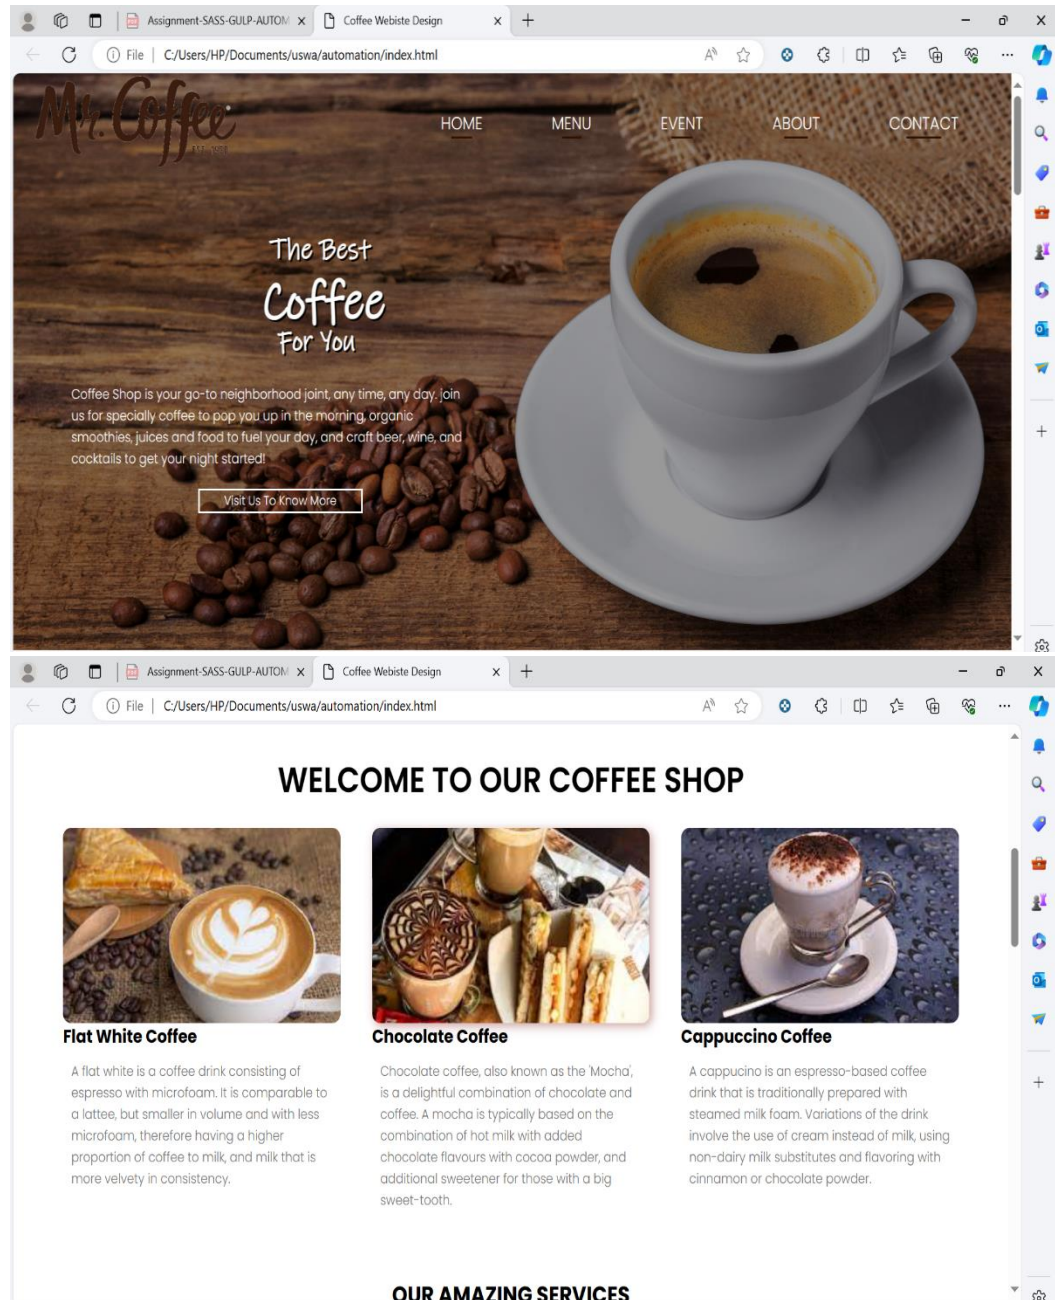 Assignment-SASS-GULP-AUTOM
Coffee Webiste Design
File | C:/Users/HP/Documents/uswa/automation/index.html
Mr. Coffee
HOME MENU EVENT ABOUT CONTACT
The Best
Coffee
For You
Coffee Shop is your go-to neighborhood joint, any time, any day. join
us for specially coffee to pop you up in the morning, organic
smoothies, juices and food to fuel your day, and craft beer, wine, and
cocktails to get your night started!
Visit Us To Know More
Assignment-SASS-GULP-AUTOM
Coffee Webiste Design
File | C:/Users/HP/Documents/uswa/automation/index.html
WELCOME TO OUR COFFEE SHOP
Flat White Coffee
A flat white is a coffee drink consisting of
espresso with microfoam. It is comparable to
a lattee, but smaller in volume and with less
microfoam, therefore having a higher
proportion of coffee to milk, and milk that is
more velvety in consistency.
Chocolate Coffee
Chocolate coffee, also known as the 'Mocha',
is a delightful combination of chocolate and
coffee. A mocha is typically based on the
combination of hot milk with added
chocolate flavours with cocoa powder, and
additional sweetener for those with a big
sweet-tooth.
Cappuccino Coffee
A cappucino is an espresso-based coffee
drink that is traditionally prepared with
steamed milk foam. Variations of the drink
involve the use of cream instead of milk, using
non-dairy milk substitutes and flavoring with
cinnamon or chocolate powder.
OUR AMAZING SERVICES